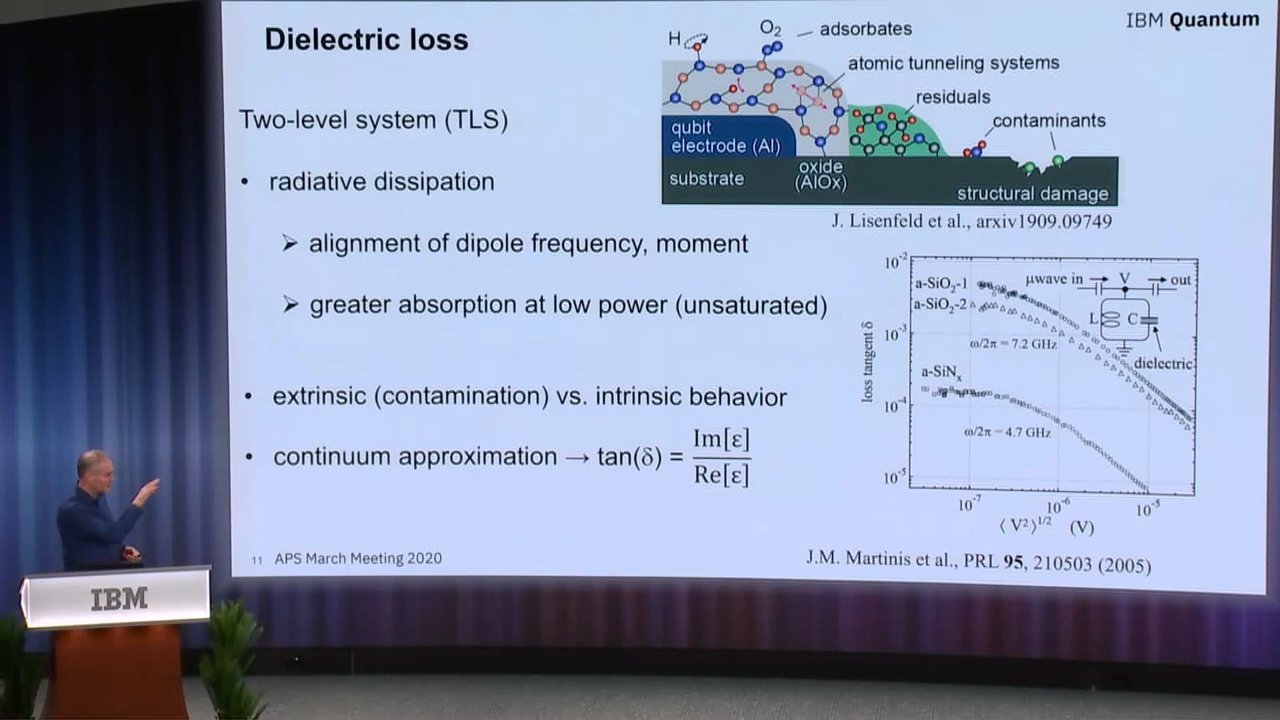 IBM Quantum
Dielectric loss
Two-level system (TLS)
• radiative dissipation
➢ alignment of dipole frequency, moment
➢ greater absorption at low power (unsaturated)
• extrinsic (contamination) vs. intrinsic behavior
• continuum approximation → tan(δ) = Im[ε] / Re[ε]
H
O2
adsorbates
atomic tunneling systems
residuals
contaminants
qubit
electrode (Al)
oxide
(AlOx)
substrate
structural damage
J. Lisenfeld et al., arxiv1909.09749
10-2
10-3
10-4
10-5
loss tangent δ
a-SiO2-1
a-SiO2-2
μwave in
V
out
L
C
ω/2π = 7.2 GHz
dielectric
a-SiNx
ω/2π = 4.7 GHz
10-7
10-6
10-5
⟨ V2 ⟩1/2 (V)
J.M. Martinis et al., PRL 95, 210503 (2005)
11 APS March Meeting 2020
IBM